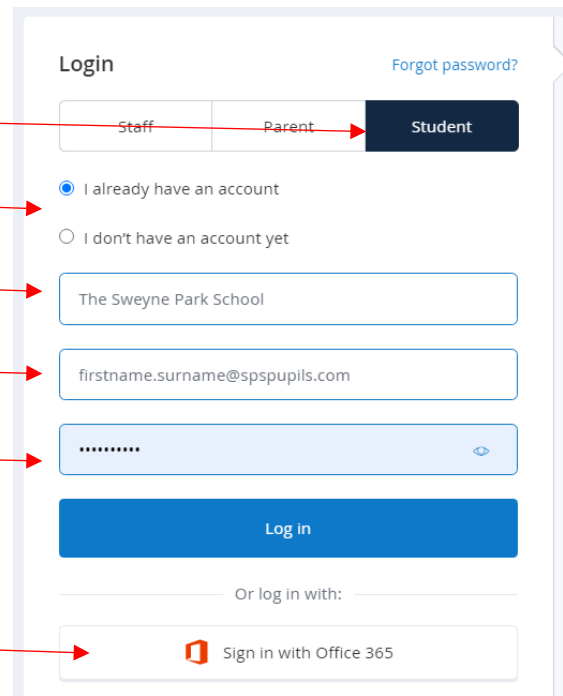 Login Forgot password?
Staff Parent Student
I already have an account
I don't have an account yet
The Sweyne Park School
firstname.surname@spspupils.com
••••••••••
Log in
Or log in with:
Sign in with Office 365